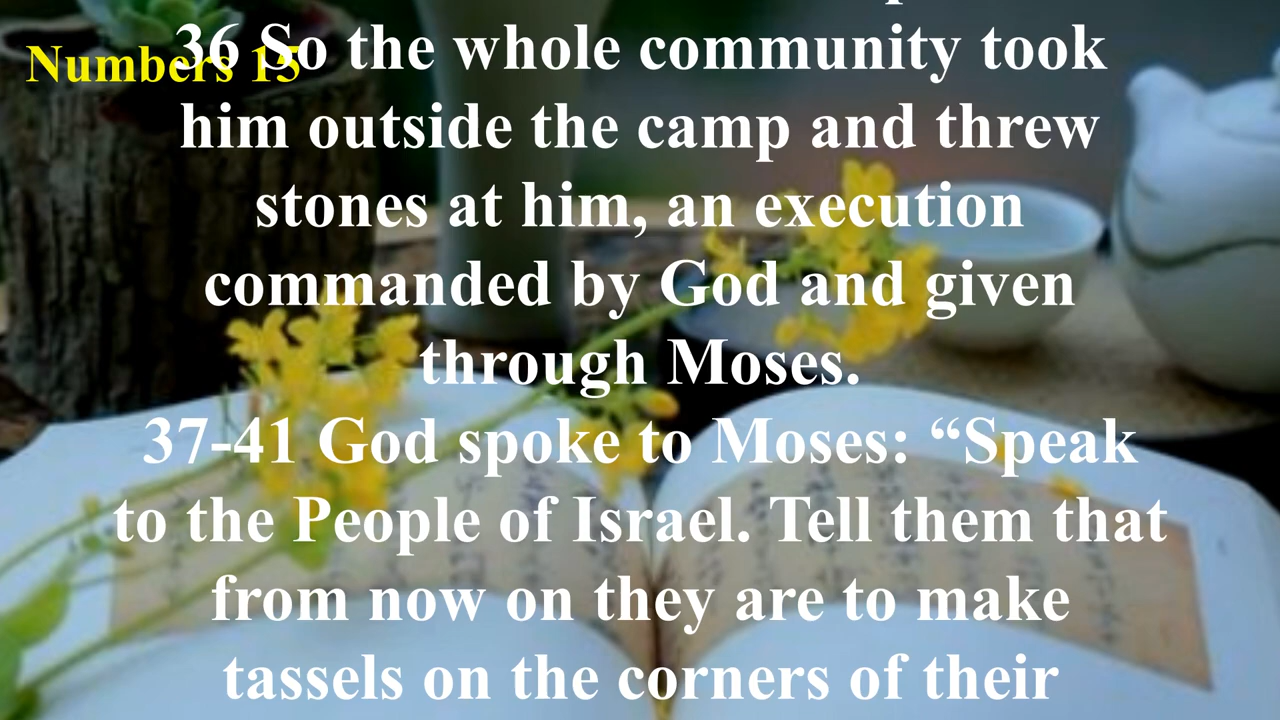 Numbers 15
36 So the whole community took
him outside the camp and threw
stones at him, an execution
commanded by God and given
through Moses.
37-41 God spoke to Moses: “Speak
to the People of Israel. Tell them that
from now on they are to make
tassels on the corners of their